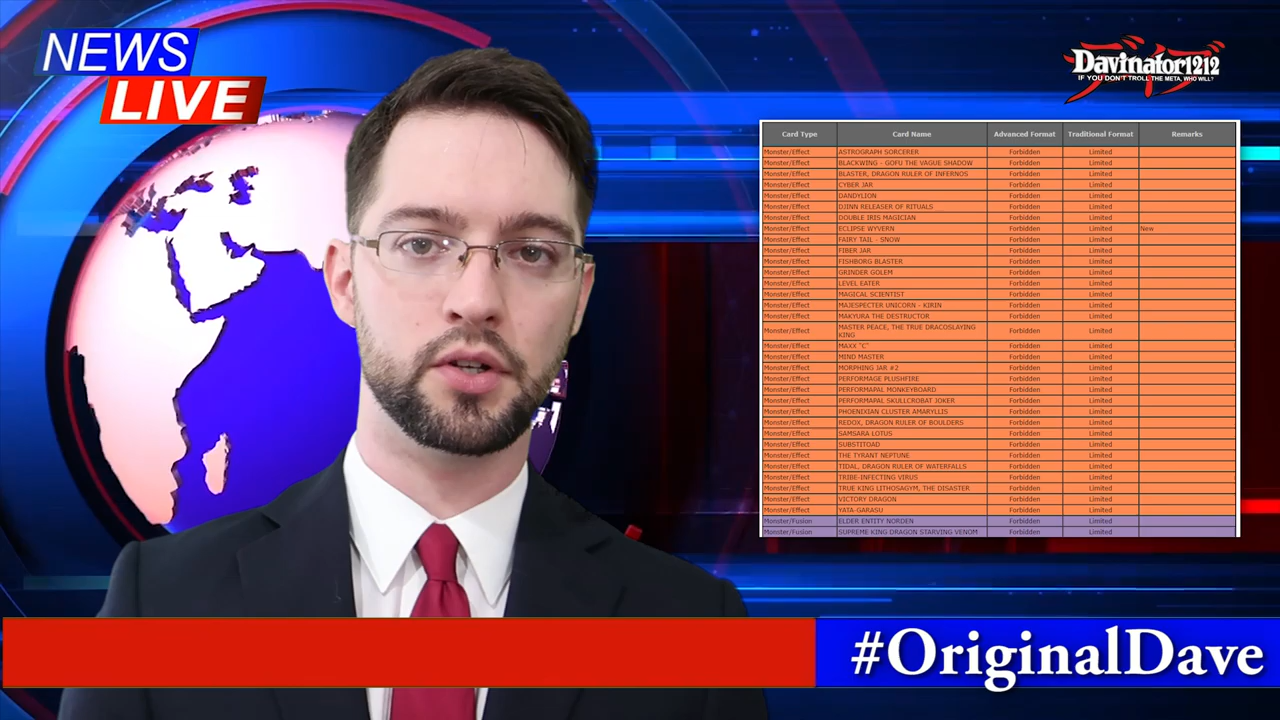 NEWS
LIVE
デイブ
Davinator1212
IF YOU DON'T TROLL THE META, WHO WILL?
Card Type Card Name Advanced Format Traditional Format Remarks
Monster/Effect ASTROGRAPH SORCERER Forbidden Limited
Monster/Effect BLACKWING - GOFU THE VAGUE SHADOW Forbidden Limited
Monster/Effect BLASTER, DRAGON RULER OF INFERNOS Forbidden Limited
Monster/Effect CYBER JAR Forbidden Limited
Monster/Effect DANDYLION Forbidden Limited
Monster/Effect DJINN RELEASER OF RITUALS Forbidden Limited
Monster/Effect DOUBLE IRIS MAGICIAN Forbidden Limited
Monster/Effect ECLIPSE WYVERN Forbidden Limited New
Monster/Effect FAIRY TAIL - SNOW Forbidden Limited
Monster/Effect FIBER JAR Forbidden Limited
Monster/Effect FISHBORG BLASTER Forbidden Limited
Monster/Effect GRINDER GOLEM Forbidden Limited
Monster/Effect LEVEL EATER Forbidden Limited
Monster/Effect MAGICAL SCIENTIST Forbidden Limited
Monster/Effect MAJESPECTER UNICORN - KIRIN Forbidden Limited
Monster/Effect MAKYURA THE DESTRUCTOR Forbidden Limited
Monster/Effect MASTER PEACE, THE TRUE DRACOSLAYING
KING Forbidden Limited
Monster/Effect MAXX "C" Forbidden Limited
Monster/Effect MIND MASTER Forbidden Limited
Monster/Effect MORPHING JAR #2 Forbidden Limited
Monster/Effect PERFORMAGE PLUSHFIRE Forbidden Limited
Monster/Effect PERFORMAPAL MONKEYBOARD Forbidden Limited
Monster/Effect PERFORMAPAL SKULLCROBAT JOKER Forbidden Limited
Monster/Effect PHOENIXIAN CLUSTER AMARYLLIS Forbidden Limited
Monster/Effect REDOX, DRAGON RULER OF BOULDERS Forbidden Limited
Monster/Effect SAMSARA LOTUS Forbidden Limited
Monster/Effect SUBSTITOAD Forbidden Limited
Monster/Effect THE TYRANT NEPTUNE Forbidden Limited
Monster/Effect TIDAL, DRAGON RULER OF WATERFALLS Forbidden Limited
Monster/Effect TRIBE-INFECTING VIRUS Forbidden Limited
Monster/Effect TRUE KING LITHOSAGYM, THE DISASTER Forbidden Limited
Monster/Effect VICTORY DRAGON Forbidden Limited
Monster/Effect YATA-GARASU Forbidden Limited
Monster/Fusion ELDER ENTITY NORDEN Forbidden Limited
Monster/Fusion SUPREME KING DRAGON STARVING VENOM Forbidden Limited
#OriginalDave